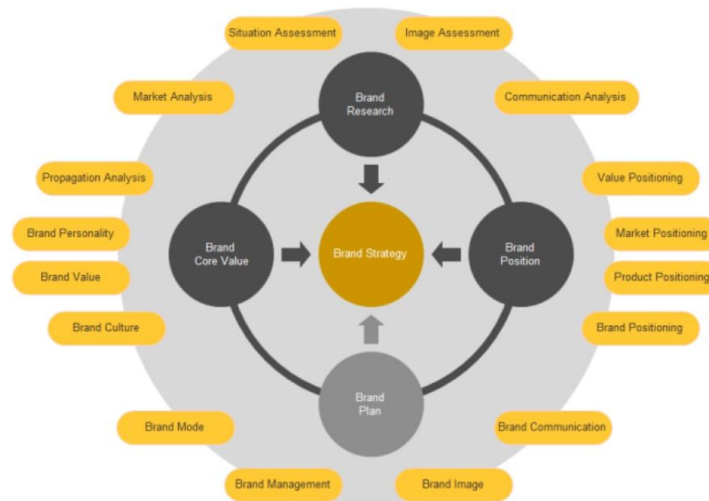 Situation Assessment
Image Assessment
Market Analysis
Brand
Research
Communication Analysis
Propagation Analysis
Value Positioning
Brand Personality
Brand
Core Value
Brand Strategy
Brand
Position
Market Positioning
Brand Value
Product Positioning
Brand Culture
Brand Positioning
Brand
Plan
Brand Mode
Brand Communication
Brand Management
Brand Image